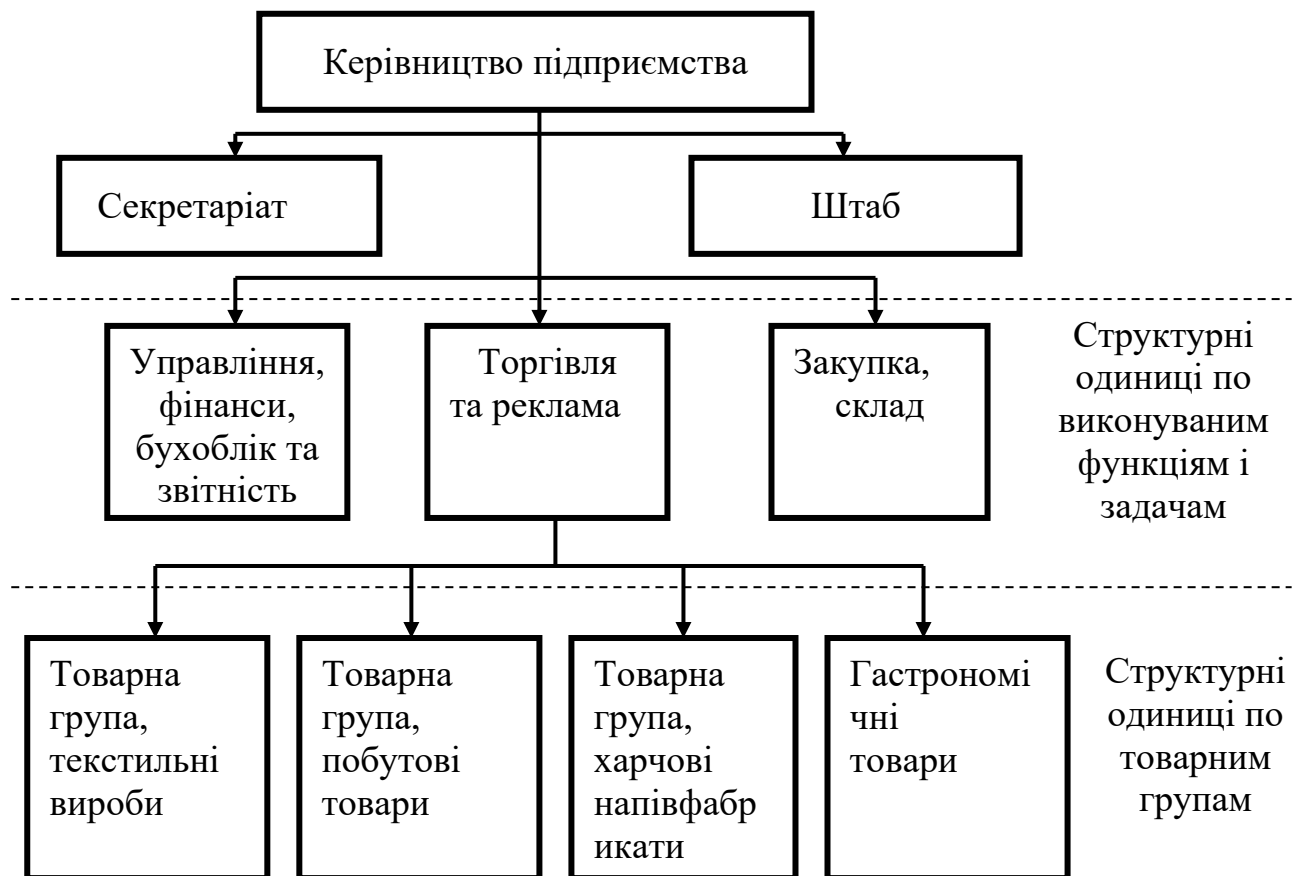 Керівництво підприємства
Секретаріат
Штаб
Управління,
фінанси,
бухоблік та
звітність
Торгівля
та реклама
Закупка,
склад
Структурні
одиниці по
виконуваним
функціям і
задачам
Товарна
група,
текстильні
вироби
Товарна
група,
побутові
товари
Товарна
група,
харчові
напівфабр
икати
Гастрономі
чні
товари
Структурні
одиниці по
товарним
групам